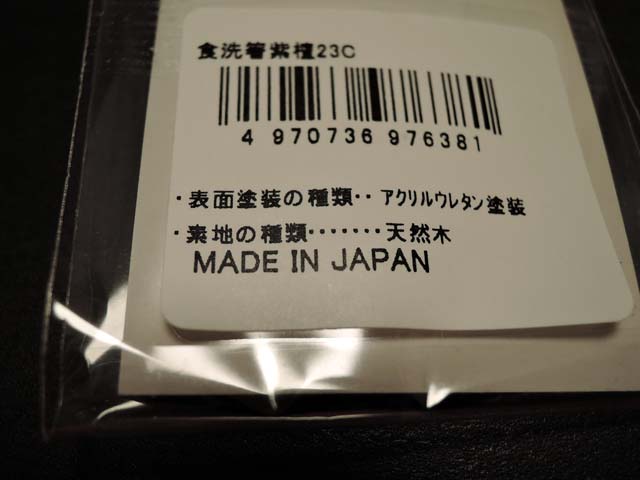 食洗箸紫檀23C
4 970736 976381
・表面塗装の種類‥ アクリルウレタン塗装
・素地の種類‥‥‥‥天然木
MADE IN JAPAN